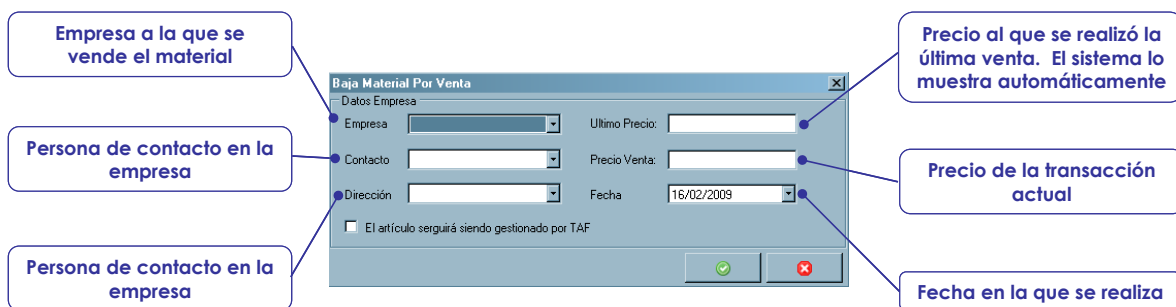 Empresa a la que se
vende el material
Precio al que se realizó la
última venta. El sistema lo
muestra automáticamente
Baja Material Por Venta
Datos Empresa
Empresa
Ultimo Precio:
Persona de contacto en la
empresa
Contacto
Precio Venta:
Precio de la transacción
actual
Dirección
Fecha
16/02/2009
El artículo serguirá siendo gestionado por TAF
Persona de contacto en la
empresa
Fecha en la que se realiza